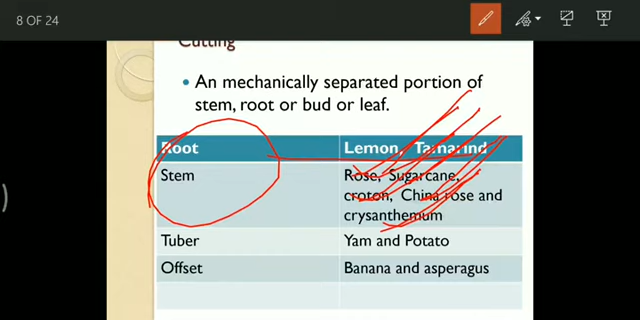 8 OF 24
Cutting
• An mechanically separated portion of
stem, root or bud or leaf.
Root Lemon, Tamarind
Stem Rose, Sugarcane,
croton, China rose and
crysanthemum
Tuber Yam and Potato
Offset Banana and asperagus